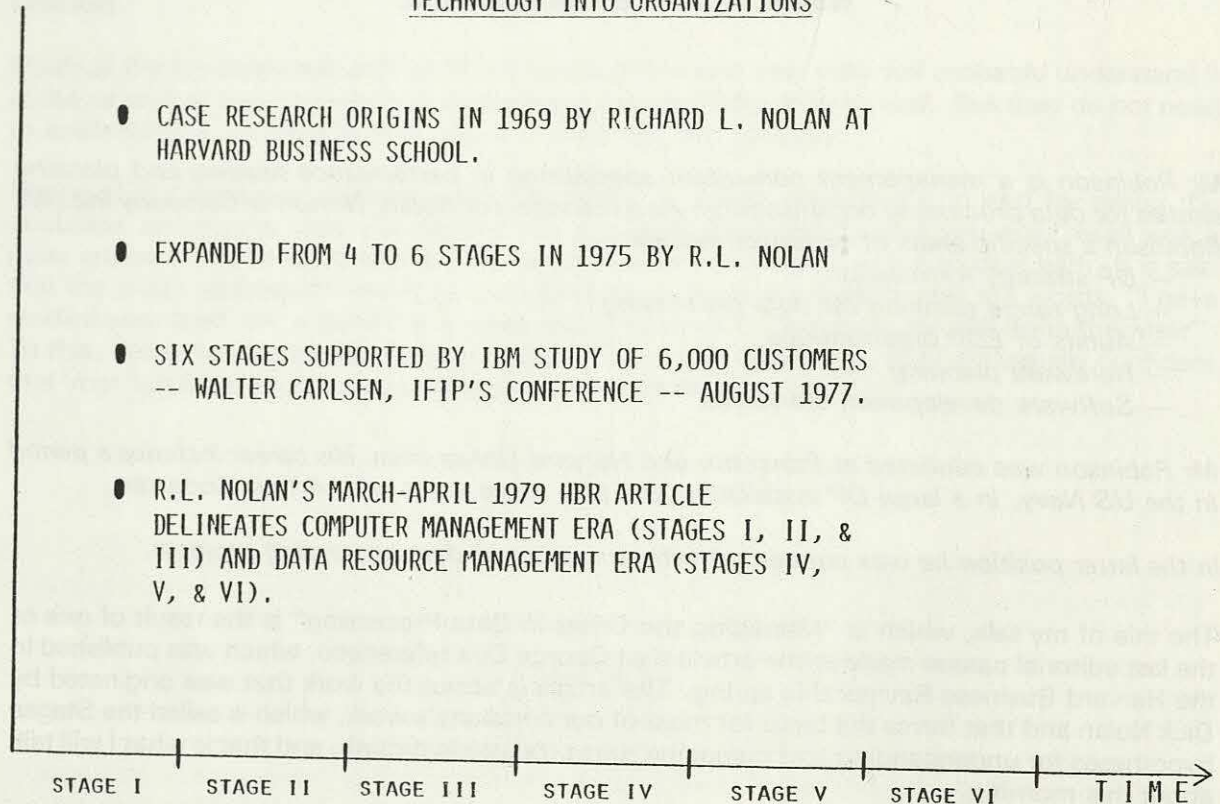 TECHNOLOGY INTO ORGANIZATIONS
● CASE RESEARCH ORIGINS IN 1969 BY RICHARD L. NOLAN AT
HARVARD BUSINESS SCHOOL.
● EXPANDED FROM 4 TO 6 STAGES IN 1975 BY R.L. NOLAN
● SIX STAGES SUPPORTED BY IBM STUDY OF 6,000 CUSTOMERS
-- WALTER CARLSEN, IFIP'S CONFERENCE -- AUGUST 1977.
● R.L. NOLAN'S MARCH-APRIL 1979 HBR ARTICLE
DELINEATES COMPUTER MANAGEMENT ERA (STAGES I, II, &
III) AND DATA RESOURCE MANAGEMENT ERA (STAGES IV,
V, & VI).
STAGE I STAGE II STAGE III STAGE IV STAGE V STAGE VI TIME